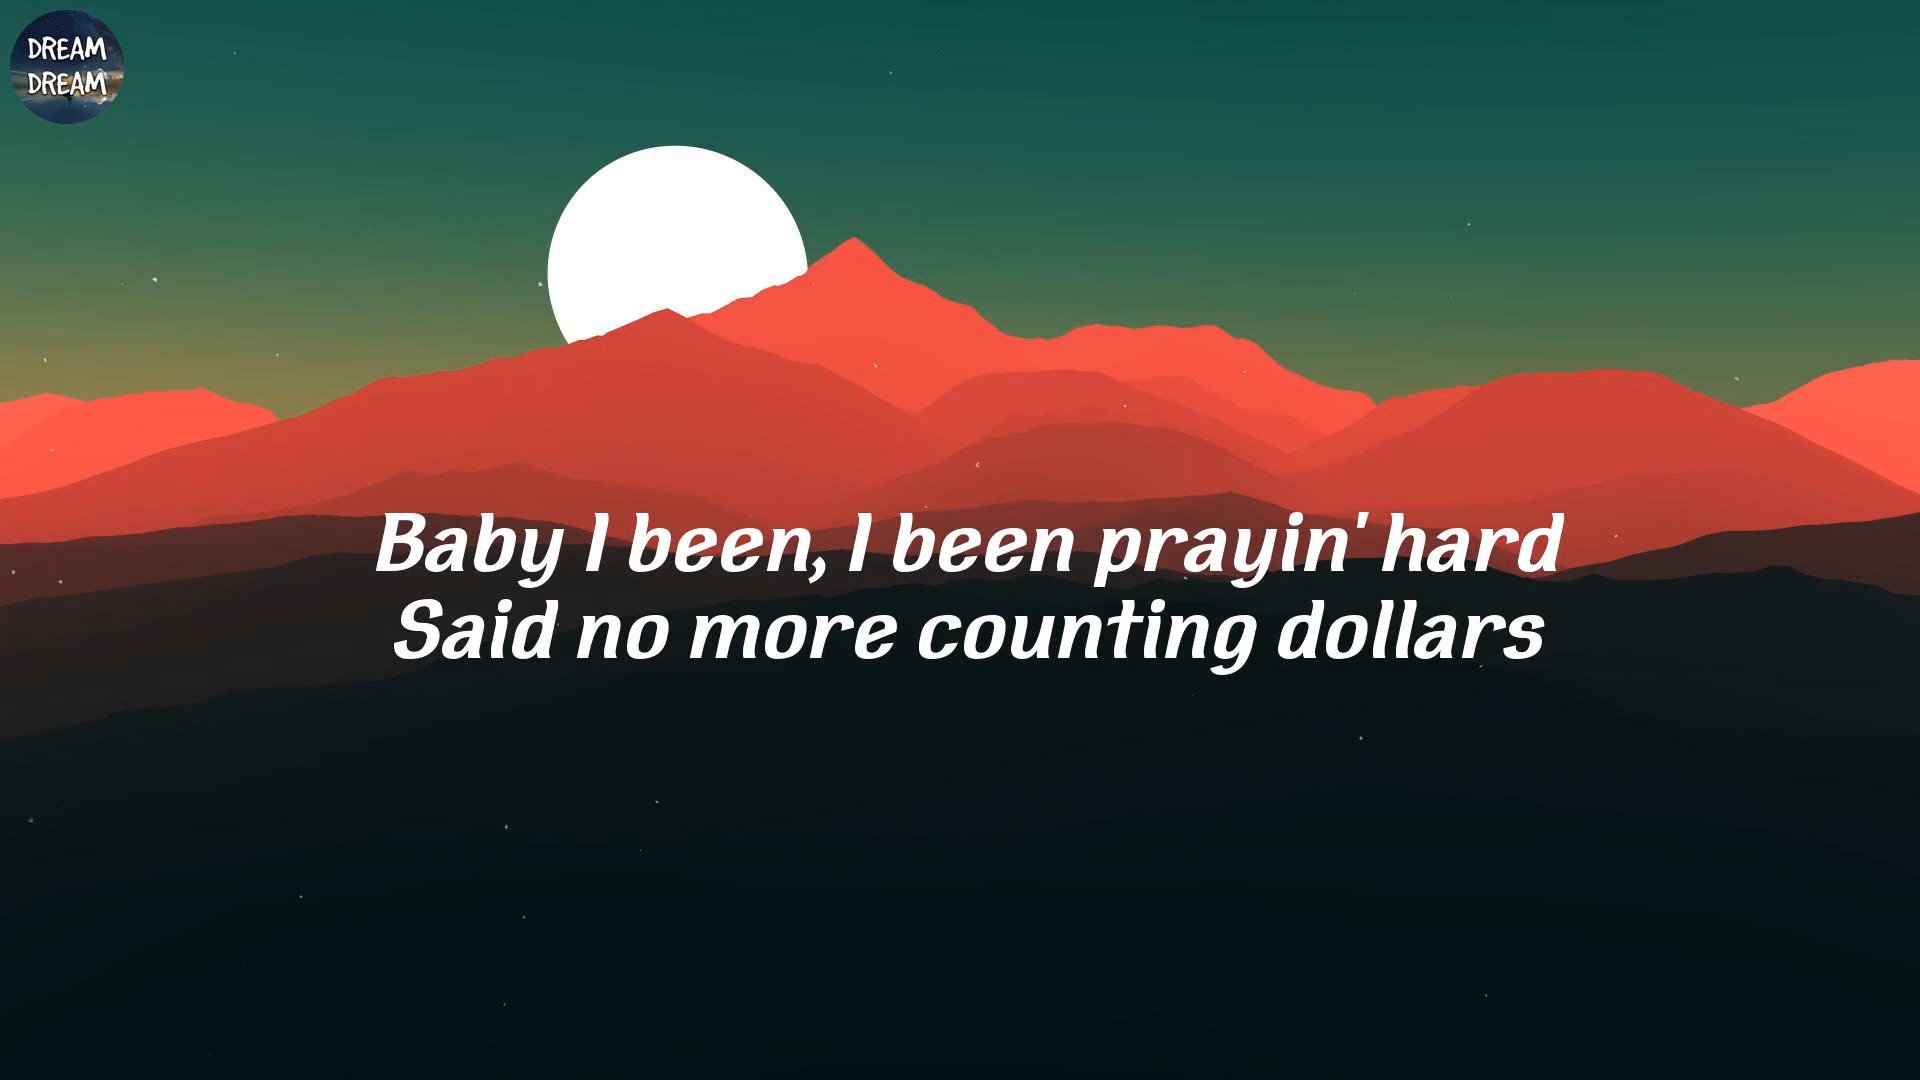 DREAM
DREAM
Baby I been, I been prayin' hard
Said no more counting dollars